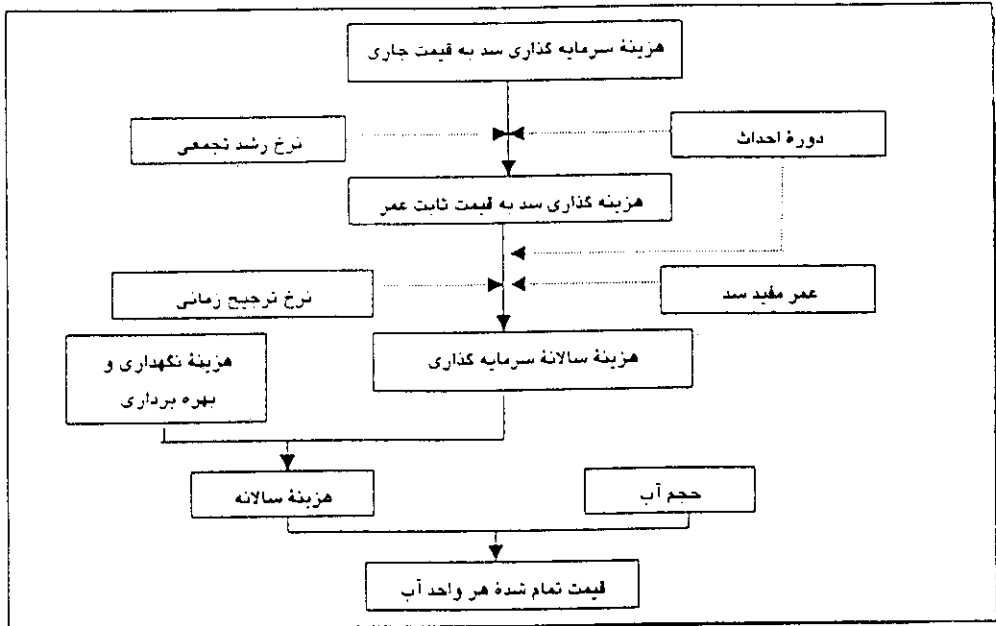 هزینهٔ سرمایه گذاری سد به قیمت جاری
دورهٔ احداث
نرخ رشد تجمعی
هزینه گذاری سد به قیمت ثابت عمر
عمر مفید سد
نرخ ترجیح زمانی
هزینهٔ سالانهٔ سرمایه گذاری
هزینهٔ نگهداری و
بهره برداری
حجم آب
هزینهٔ سالانه
قیمت تمام شدهٔ هر واحد آب